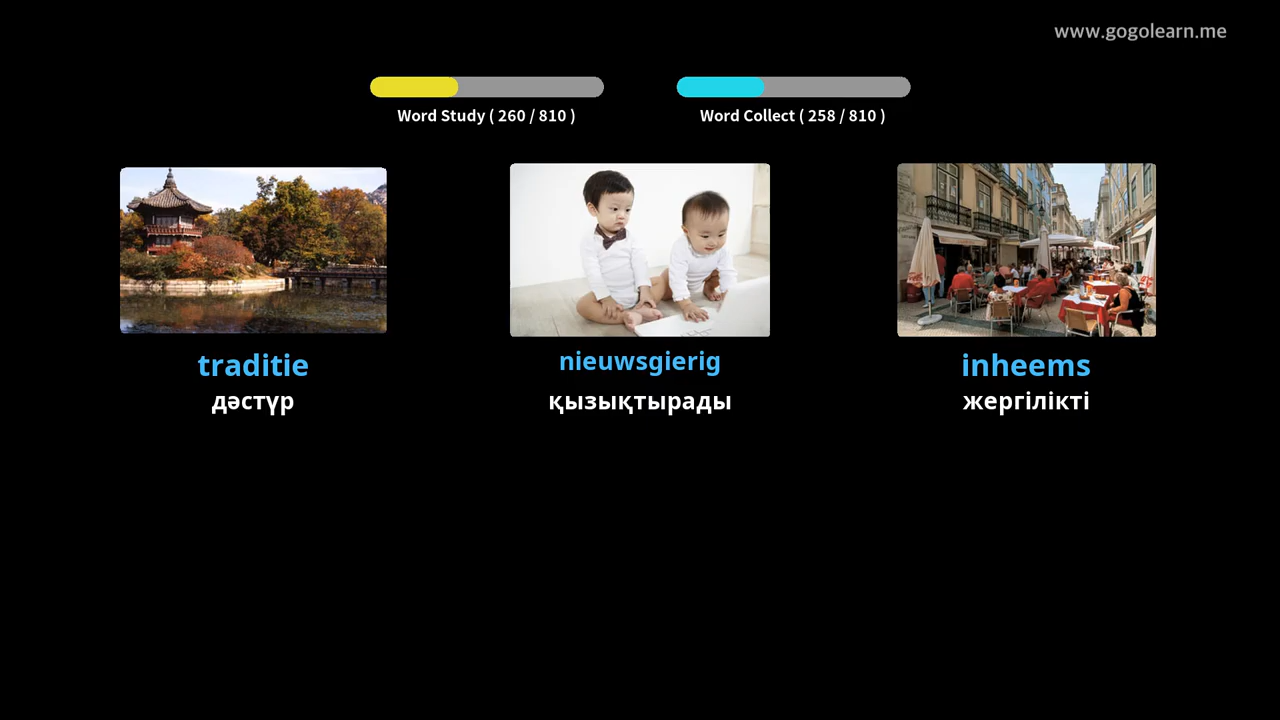 www.gogolearn.me
Word Study ( 260 / 810 )
Word Collect ( 258 / 810 )
traditie
дәстүр
nieuwsgierig
қызықтырады
inheems
жергілікті